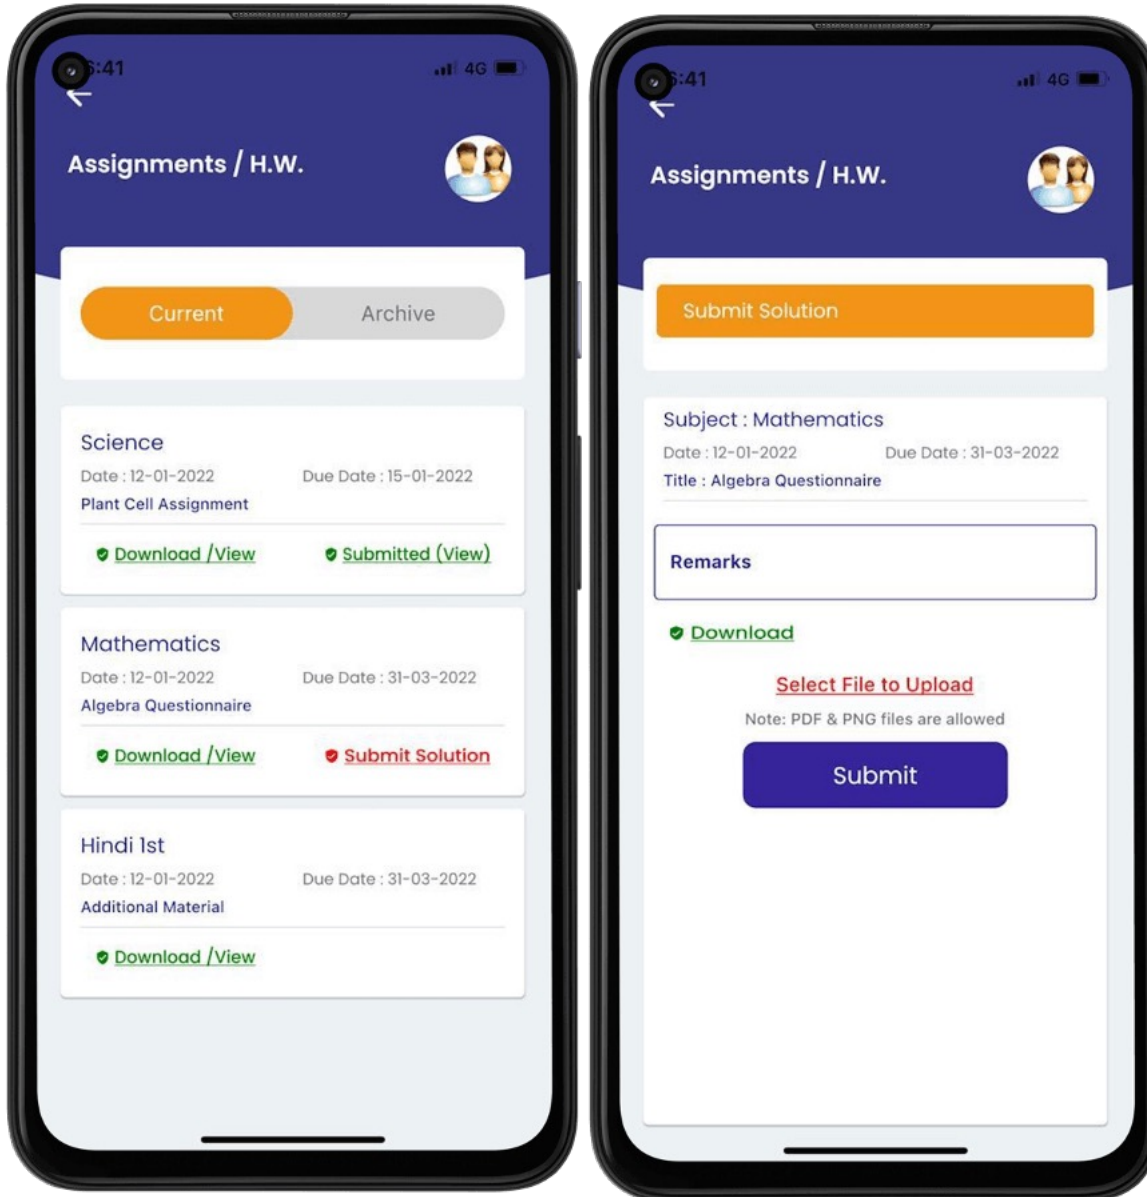 :41
4G
Assignments / H.W.
Current
Archive
Science
Date : 12-01-2022
Due Date : 15-01-2022
Plant Cell Assignment
Download /View
Submitted (View)
Mathematics
Date : 12-01-2022
Due Date : 31-03-2022
Algebra Questionnaire
Download /View
Submit Solution
Hindi 1st
Date : 12-01-2022
Due Date : 31-03-2022
Additional Material
Download /View
:41
4G
Assignments / H.W.
Submit Solution
Subject : Mathematics
Date : 12-01-2022
Due Date : 31-03-2022
Title : Algebra Questionnaire
Remarks
Download
Select File to Upload
Note: PDF & PNG files are allowed
Submit